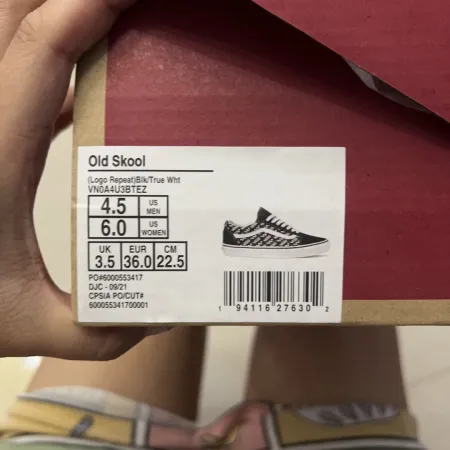 Old Skool
(Logo Repeat)Blk/True Wht
VN0A4U3BTEZ
4.5 US MEN
6.0 US WOMEN
UK EUR CM
3.5 36.0 22.5
PO#6000553417
DJC - 09/21
CPSIA PO/CUT#
600055341700001
1 94116 27630 2